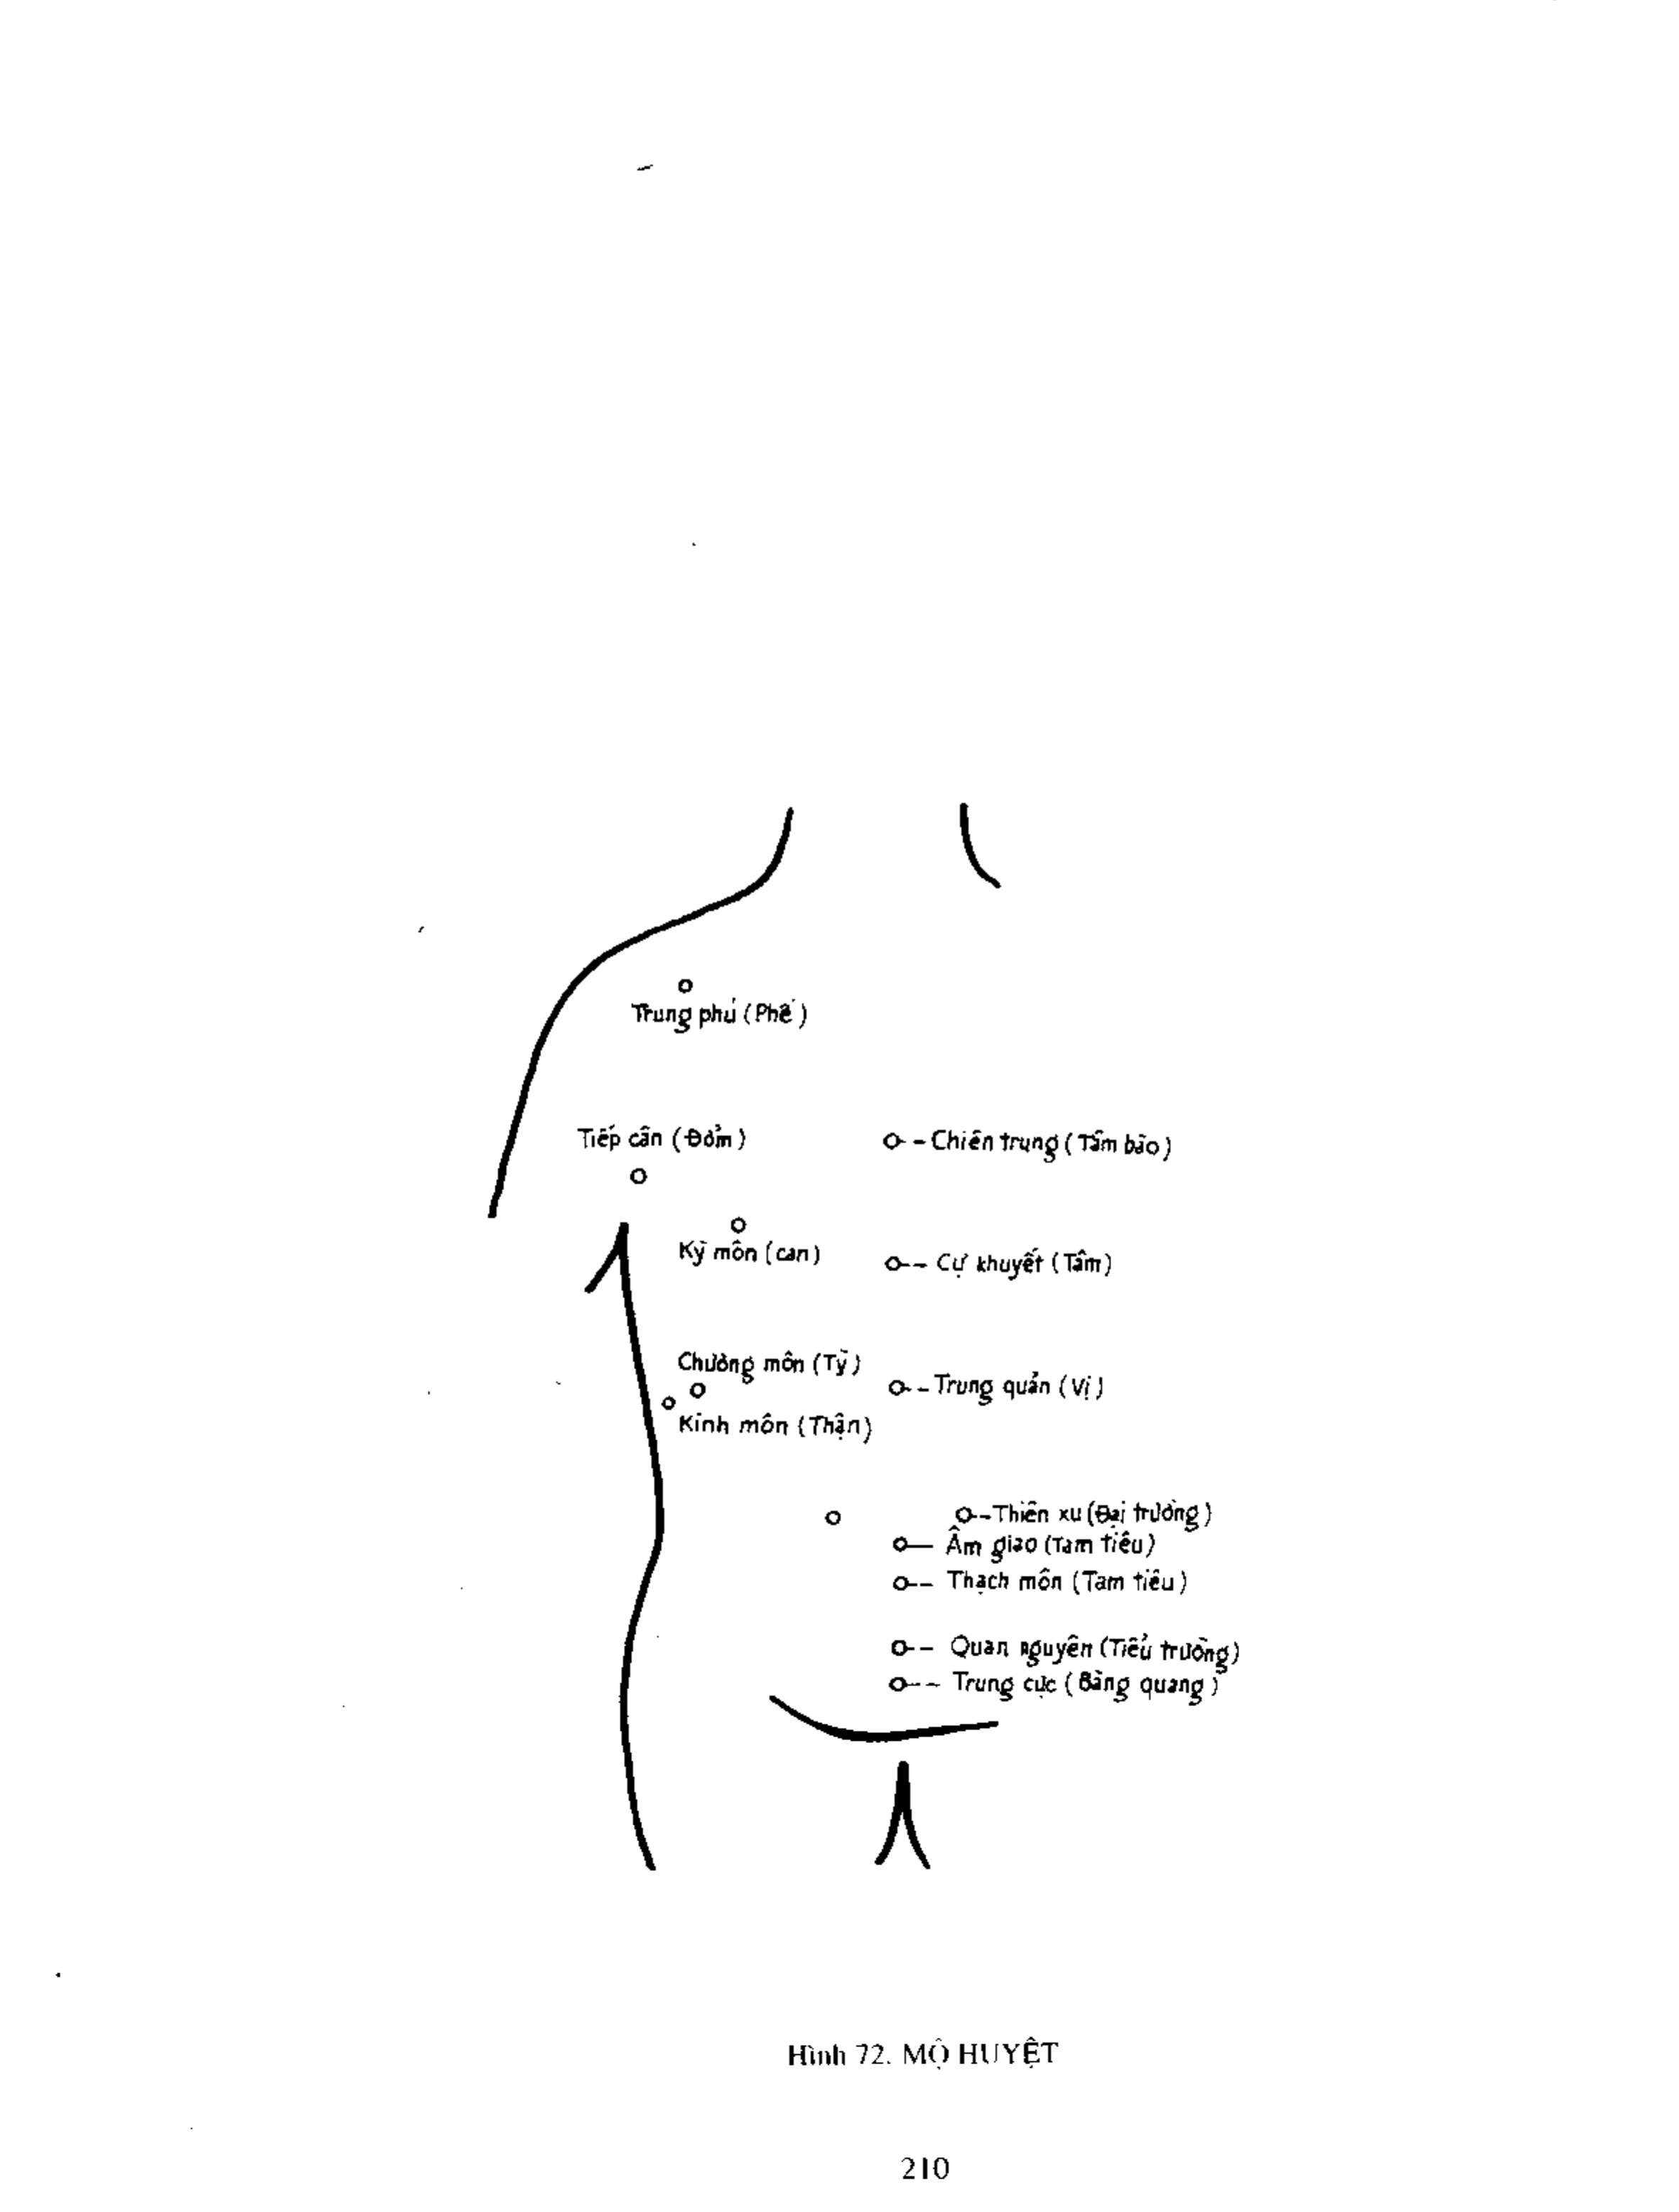 Trung phủ (Phế)
Tiếp cân (Đởm)
Chiên trung (Tâm bào)
Kỳ môn (can)
Cự khuyết (Tâm)
Chương môn (Tỳ)
Trung quản (Vị)
Kinh môn (Thận)
Thiên xu (Đại trường)
Âm giao (Tam tiêu)
Thạch môn (Tam tiêu)
Quan nguyên (Tiểu trường)
Trung cực (Bàng quang)
Hình 72. MỘ HUYỆT
210